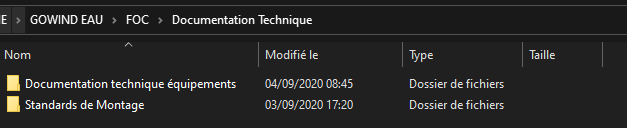 E > GOWIND EAU > FOC > Documentation Technique
Nom Modifié le Type Taille
Documentation technique équipements 04/09/2020 08:45 Dossier de fichiers
Standards de Montage 03/09/2020 17:20 Dossier de fichiers